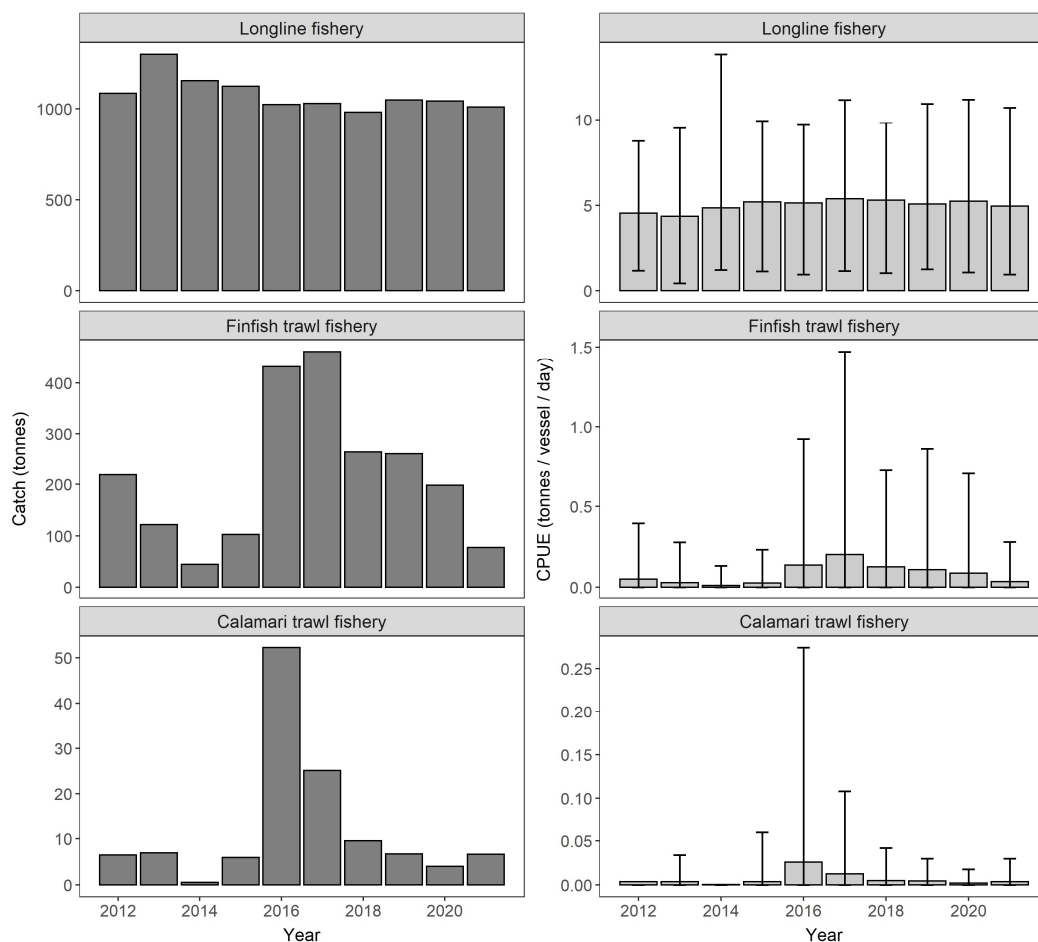 Longline fishery
Longline fishery
1000
500
0
10
5
0
Finfish trawl fishery
Finfish trawl fishery
400
300
200
100
0
1.5
1.0
0.5
0.0
Catch (tonnes)
CPUE (tonnes / vessel / day)
Calamari trawl fishery
Calamari trawl fishery
50
40
30
20
10
0
0.25
0.20
0.15
0.10
0.05
0.00
2012 2014 2016 2018 2020
2012 2014 2016 2018 2020
Year
Year